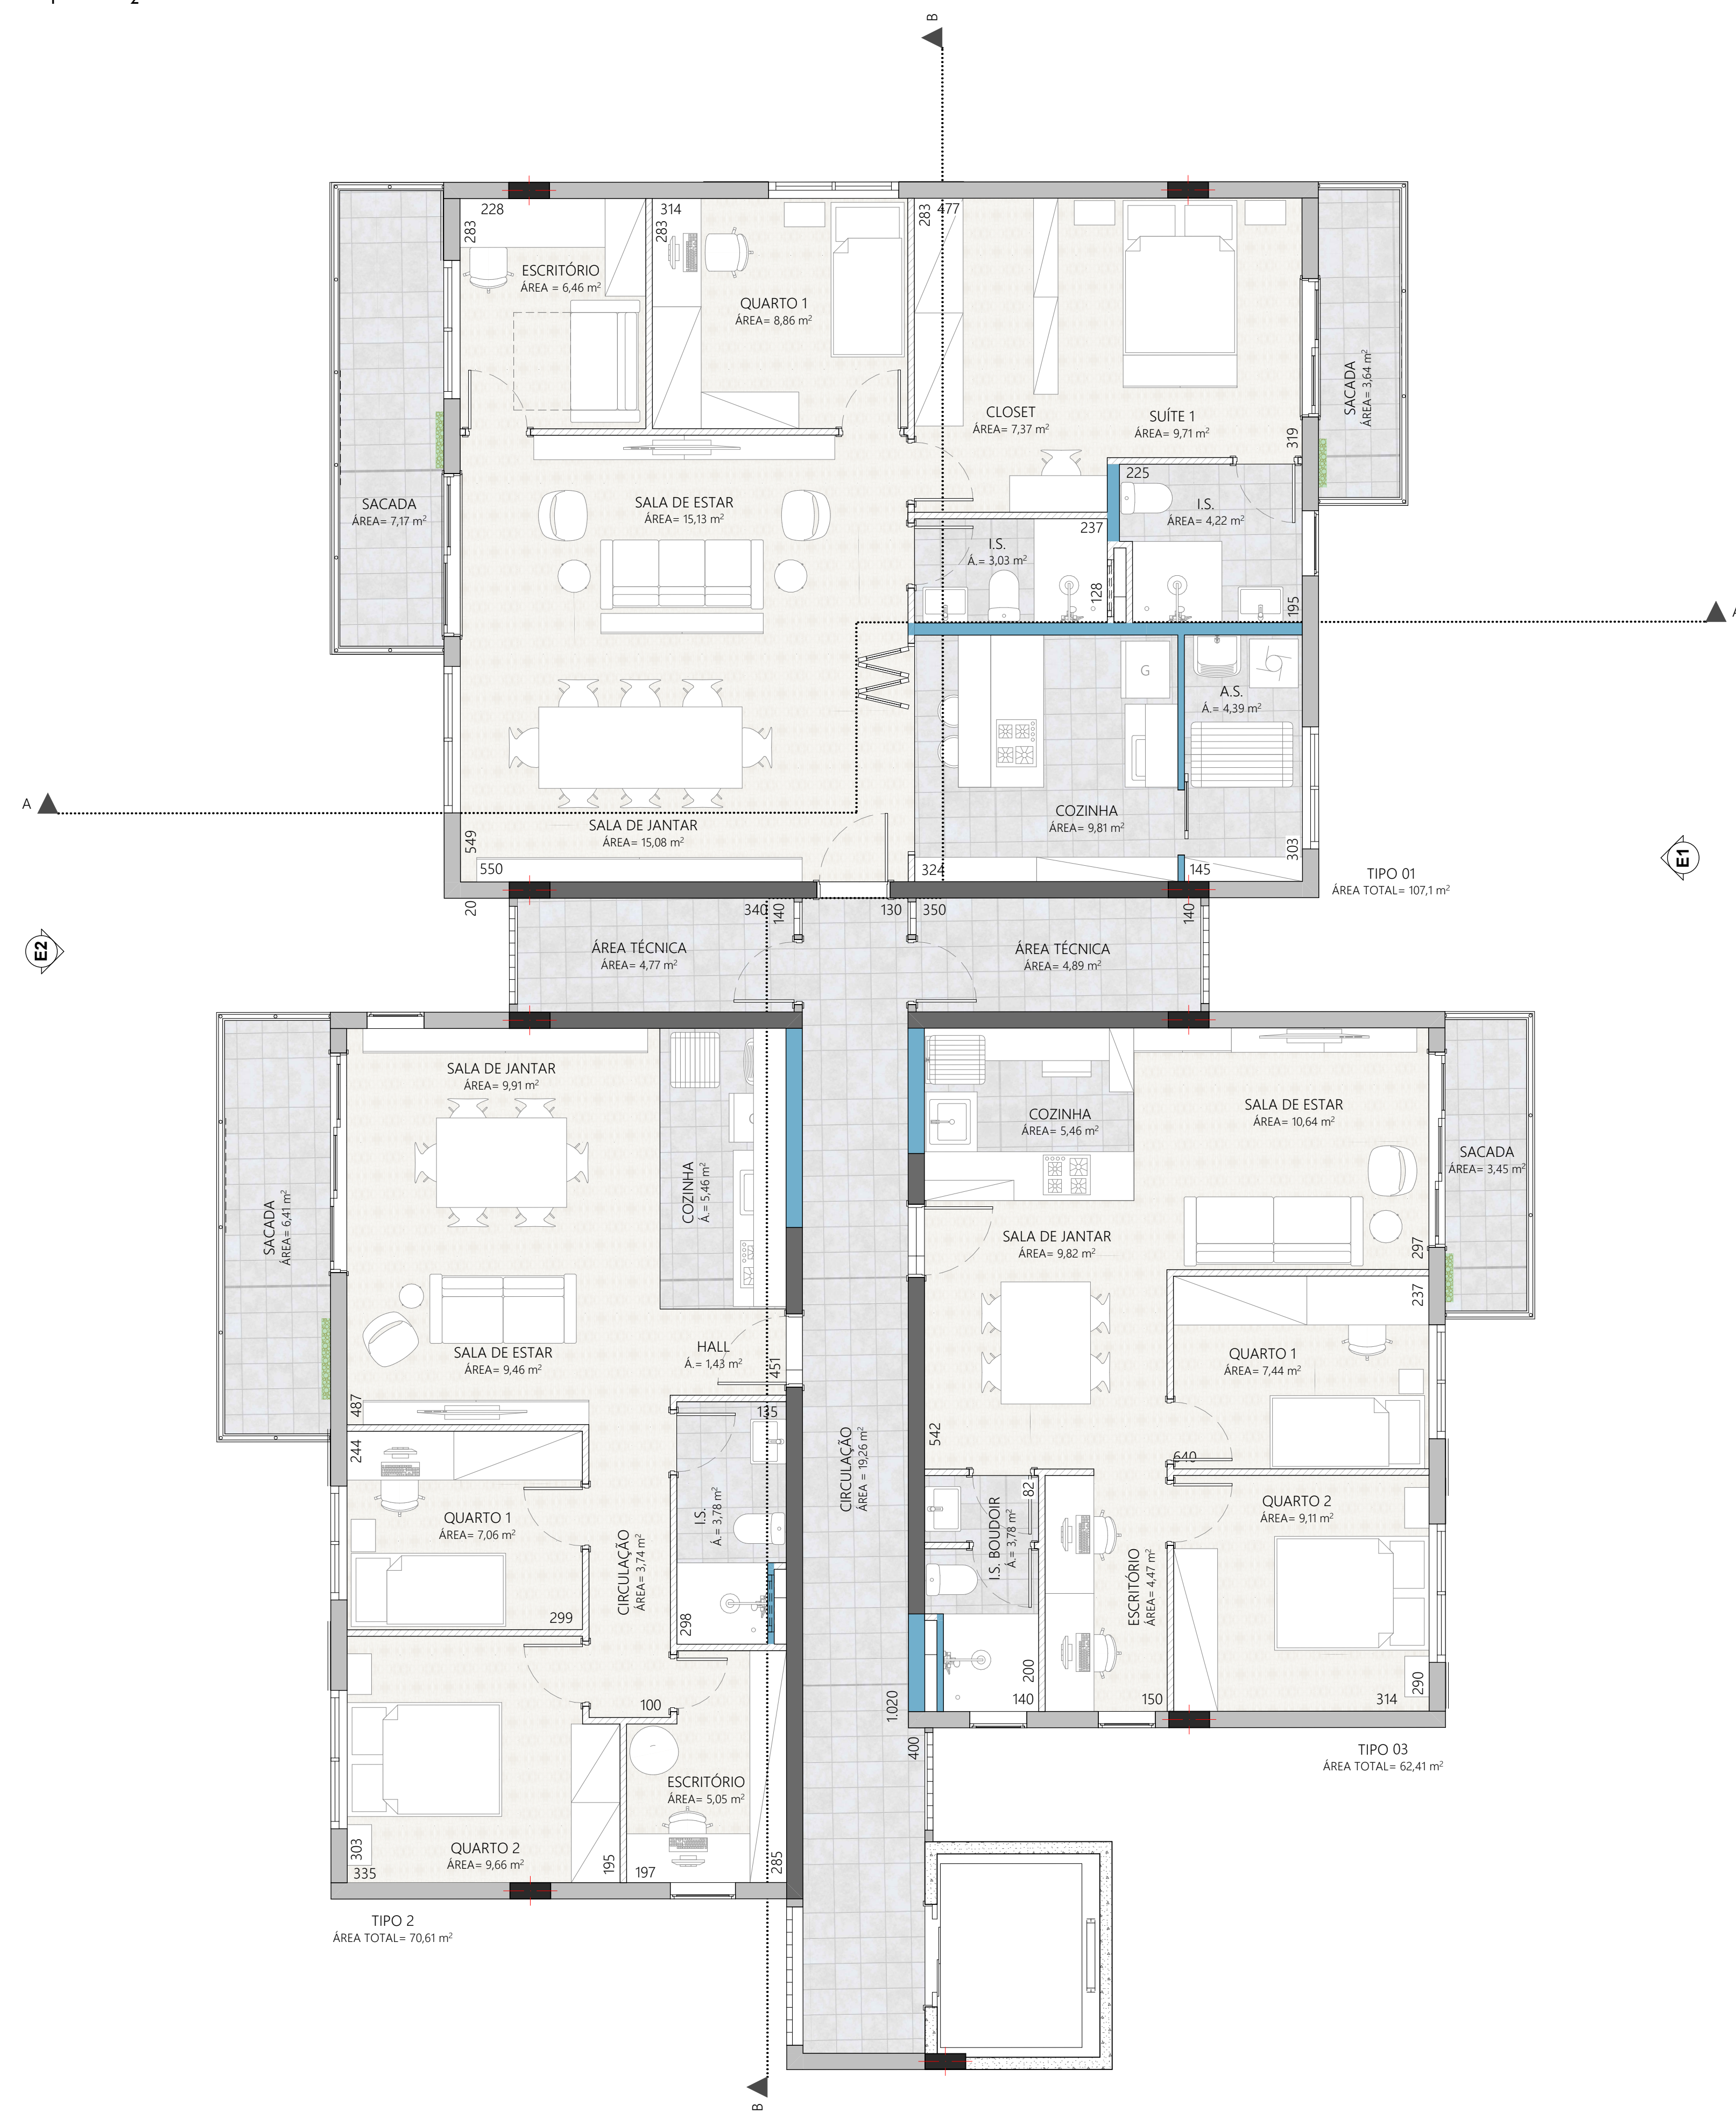 B
228
283
ESCRITÓRIO
ÁREA = 6,46 m²
314
283
QUARTO 1
ÁREA= 8,86 m²
283
477
CLOSET
ÁREA= 7,37 m²
SUÍTE 1
ÁREA= 9,71 m²
319
SACADA
ÁREA= 3,64 m²
SACADA
ÁREA= 7,17 m²
SALA DE ESTAR
ÁREA= 15,13 m²
225
I.S.
ÁREA= 4,22 m²
237
I.S.
Á.= 3,03 m²
128
195
G
A.S.
Á.= 4,39 m²
A
COZINHA
ÁREA= 9,81 m²
SALA DE JANTAR
ÁREA= 15,08 m²
549
550
324
145
303
E1
TIPO 01
ÁREA TOTAL= 107,1 m²
20
340
140
130
350
140
E2
ÁREA TÉCNICA
ÁREA= 4,77 m²
ÁREA TÉCNICA
ÁREA= 4,89 m²
SALA DE JANTAR
ÁREA= 9,91 m²
COZINHA
Á.= 5,46 m²
COZINHA
ÁREA= 5,46 m²
SALA DE ESTAR
ÁREA= 10,64 m²
SACADA
ÁREA= 3,45 m²
SACADA
ÁREA= 6,41 m²
SALA DE JANTAR
ÁREA= 9,82 m²
297
237
SALA DE ESTAR
ÁREA= 9,46 m²
HALL
Á.= 1,43 m²
451
QUARTO 1
ÁREA= 7,44 m²
487
135
244
542
640
CIRCULAÇÃO
ÁREA = 19,26 m²
QUARTO 1
ÁREA= 7,06 m²
I.S.
Á.= 3,78 m²
82
QUARTO 2
ÁREA= 9,11 m²
I.S. BOUDOIR
Á.= 3,78 m²
CIRCULAÇÃO
ÁREA= 3,74 m²
ESCRITÓRIO
ÁREA= 4,47 m²
299
298
200
290
100
1.020
140
150
314
400
TIPO 03
ÁREA TOTAL= 62,41 m²
ESCRITÓRIO
ÁREA= 5,05 m²
QUARTO 2
ÁREA= 9,66 m²
303
335
195
197
285
TIPO 2
ÁREA TOTAL= 70,61 m²
B